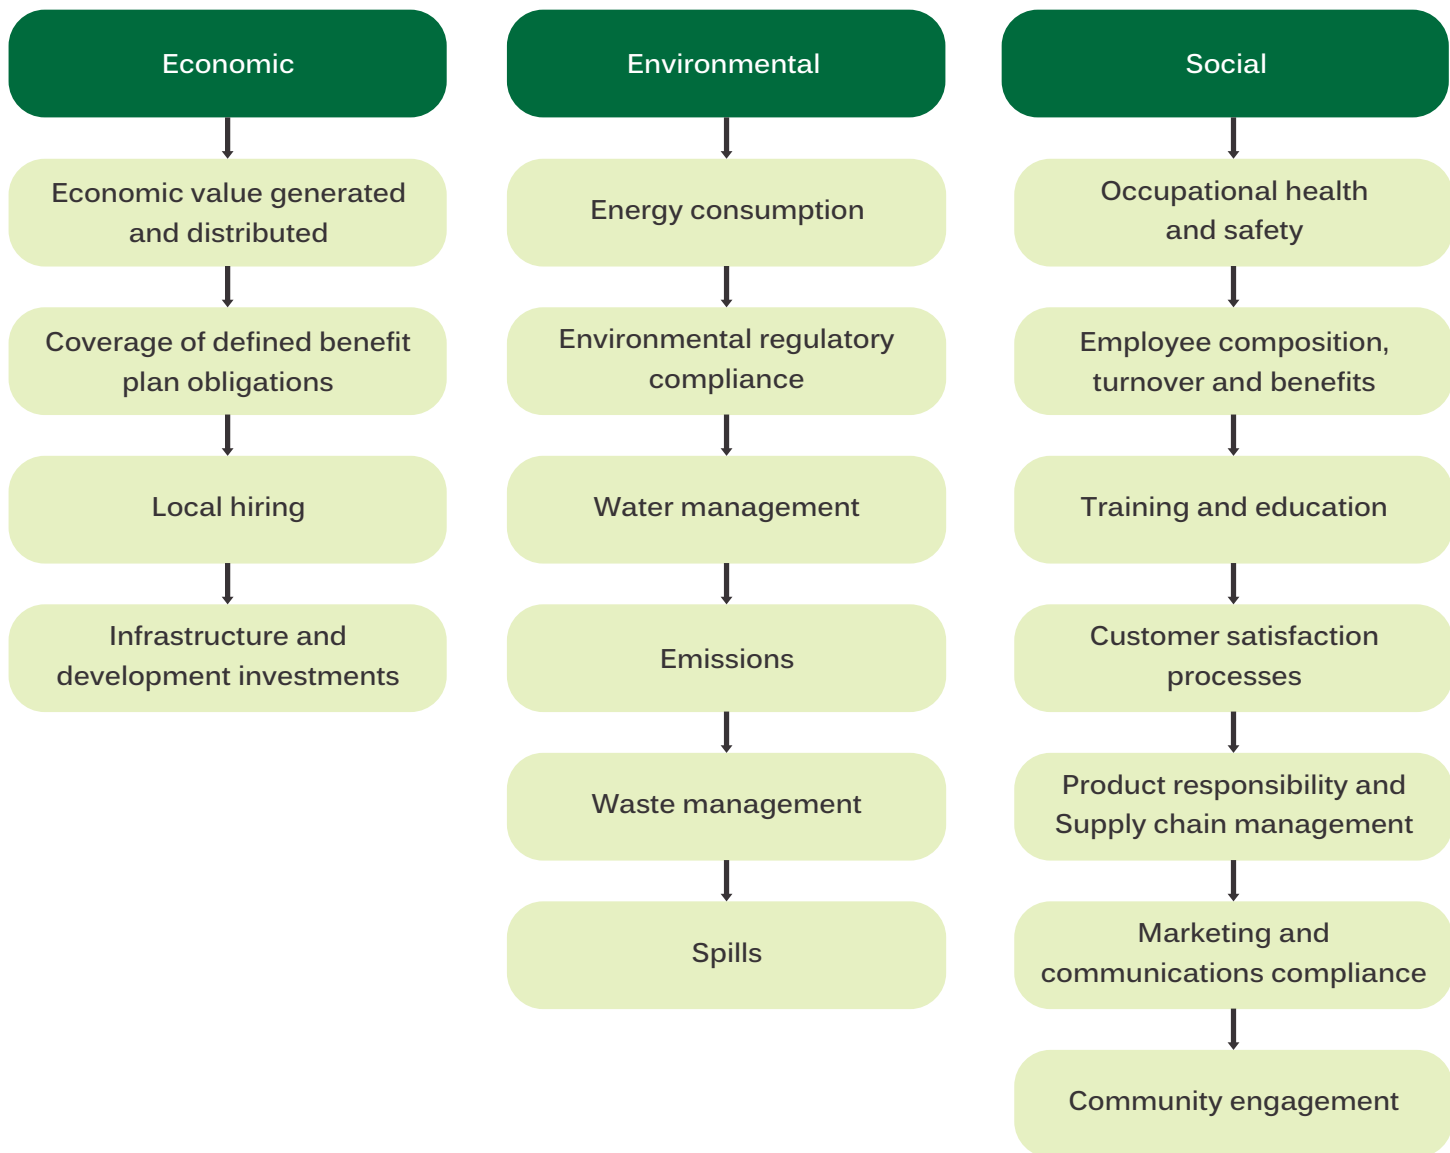 Economic
Economic value generated
and distributed
Coverage of defined benefit
plan obligations
Local hiring
Infrastructure and
development investments
Environmental
Energy consumption
Environmental regulatory
compliance
Water management
Emissions
Waste management
Spills
Social
Occupational health
and safety
Employee composition,
turnover and benefits
Training and education
Customer satisfaction
processes
Product responsibility and
Supply chain management
Marketing and
communications compliance
Community engagement